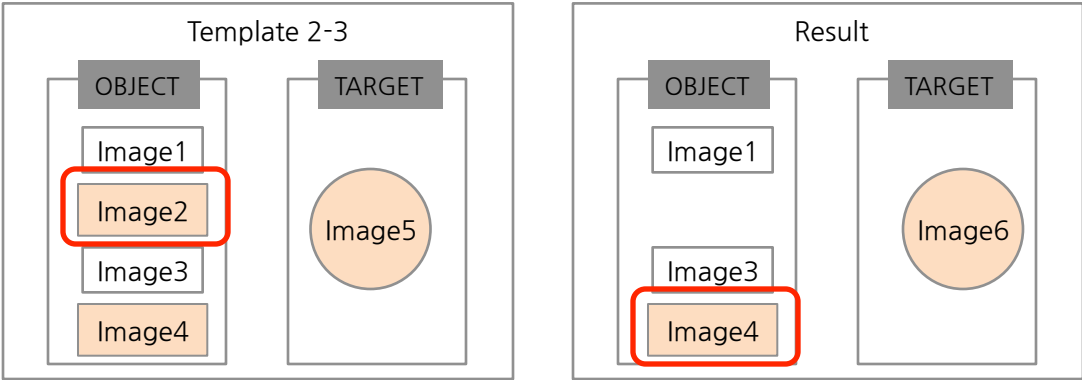 Template 2-3
OBJECT
TARGET
Image1
Image2
Image3
Image4
Image5
Result
OBJECT
TARGET
Image1
Image3
Image4
Image6